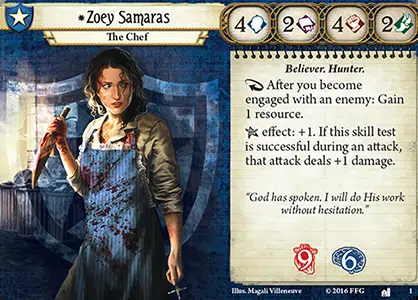 *Zoey Samaras
The Chef
4 2 4 2
Believer. Hunter.
After you become
engaged with an enemy: Gain
1 resource.
effect: +1. If this skill test
is successful during an attack,
that attack deals +1 damage.
"God has spoken. I will do His work
without hesitation."
9 6
Illus. Magali Villeneuve © 2016 FFG 1